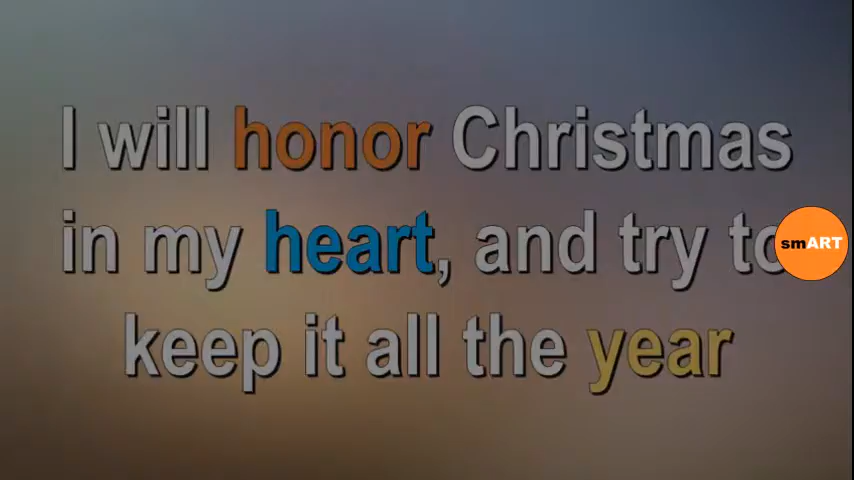 I will honor Christmas
in my heart, and try to
keep it all the year
smART